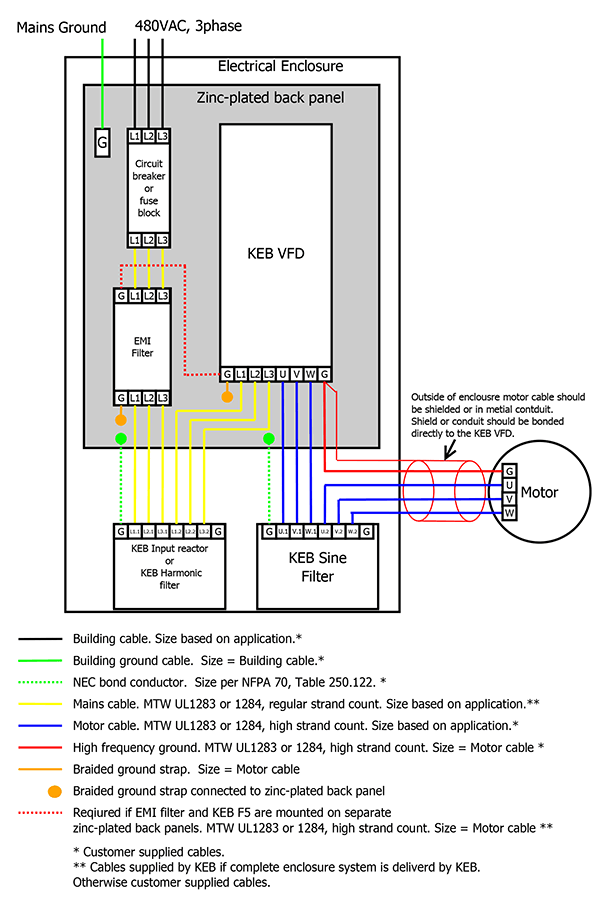 Mains Ground
480VAC, 3phase
Electrical Enclosure
Zinc-plated back panel
G
L1 L2 L3
Circuit
breaker
or
fuse
block
L1 L2 L3
KEB VFD
G L1 L2 L3
EMI
Filter
G L1 L2 L3
G L1 L2 L3 U V W G
Outside of enclousre motor cable should
be shielded or in metial contduit.
Shield or conduit should be bonded
directly to the KEB VFD.
G
U
V
W
Motor
G L1.1 L2.1 L3.1 L1.2 L2.2 L3.2 G
KEB Input reactor
or
KEB Harmonic
filter
G U.1 V.1 W.1 U.2 V.2 W.2 G
KEB Sine
Filter
Building cable. Size based on application.*
Building ground cable. Size = Building cable.*
NEC bond conductor. Size per NFPA 70, Table 250.122. *
Mains cable. MTW UL1283 or 1284, regular strand count. Size based on application.**
Motor cable. MTW UL1283 or 1284, high strand count. Size based on application.*
High frequency ground. MTW UL1283 or 1284, high strand count. Size = Motor cable *
Braided ground strap. Size = Motor cable
Braided ground strap connected to zinc-plated back panel
Reqiured if EMI filter and KEB F5 are mounted on separate
zinc-plated back panels. MTW UL1283 or 1284, high strand count. Size = Motor cable **
* Customer supplied cables.
** Cables supplied by KEB if complete enclosure system is deliverd by KEB.
Otherwise customer supplied cables.